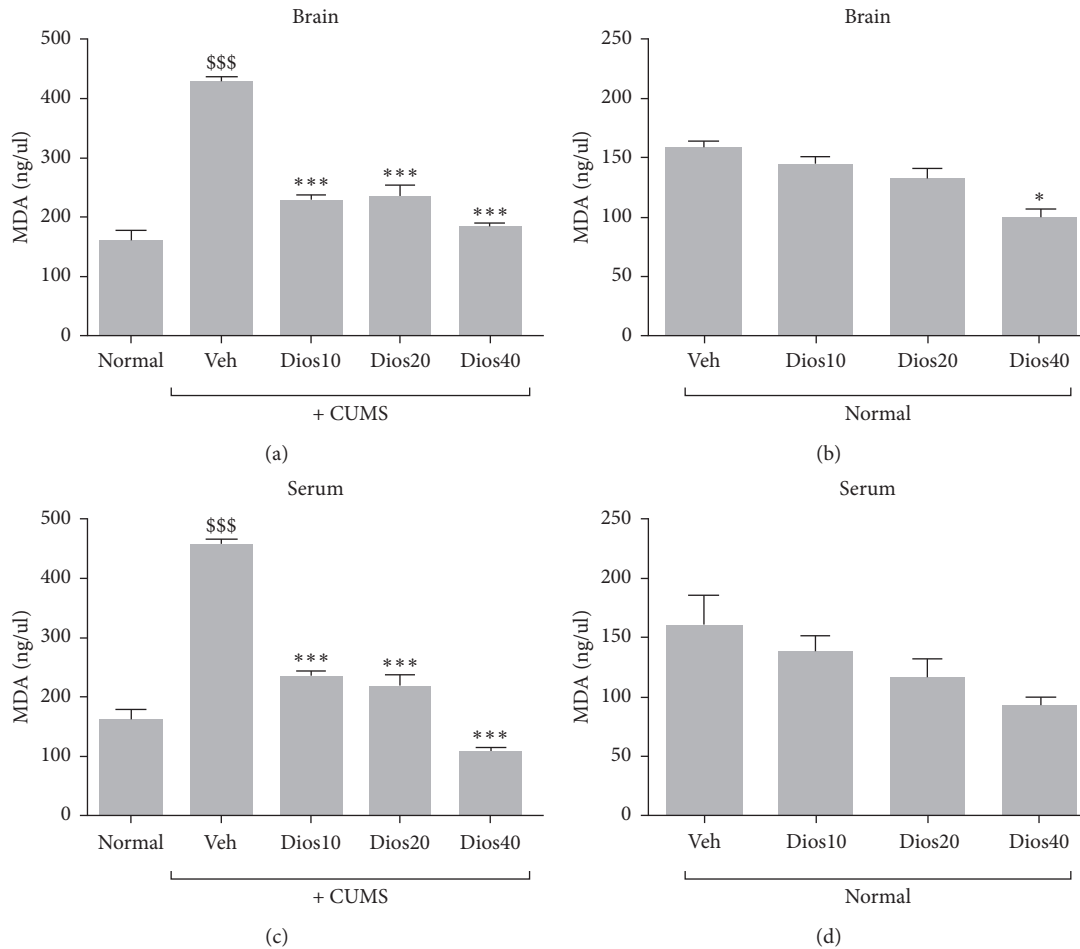 Brain
500
400
300
200
100
0
MDA (ng/ul)
$$$
***
***
***
Normal
Veh
Dios10
Dios20
Dios40
+ CUMS
(a)
Brain
250
200
150
100
50
0
MDA (ng/ul)
*
Veh
Dios10
Dios20
Dios40
Normal
(b)
Serum
500
400
300
200
100
0
MDA (ng/ul)
$$$
***
***
***
Normal
Veh
Dios10
Dios20
Dios40
+ CUMS
(c)
Serum
250
200
150
100
50
0
MDA (ng/ul)
Veh
Dios10
Dios20
Dios40
Normal
(d)